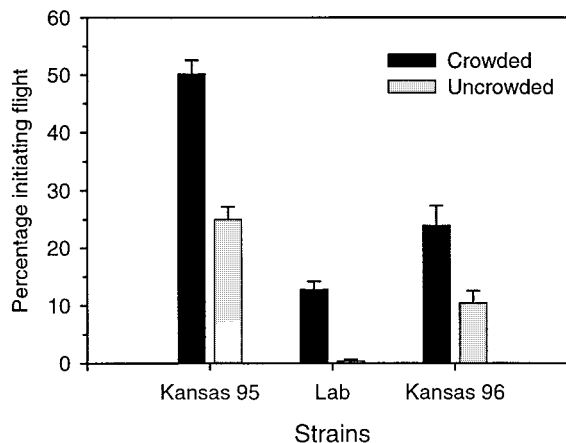 60
50
40
30
20
10
0
Percentage initiating flight
Crowded
Uncrowded
Kansas 95 Lab Kansas 96
Strains